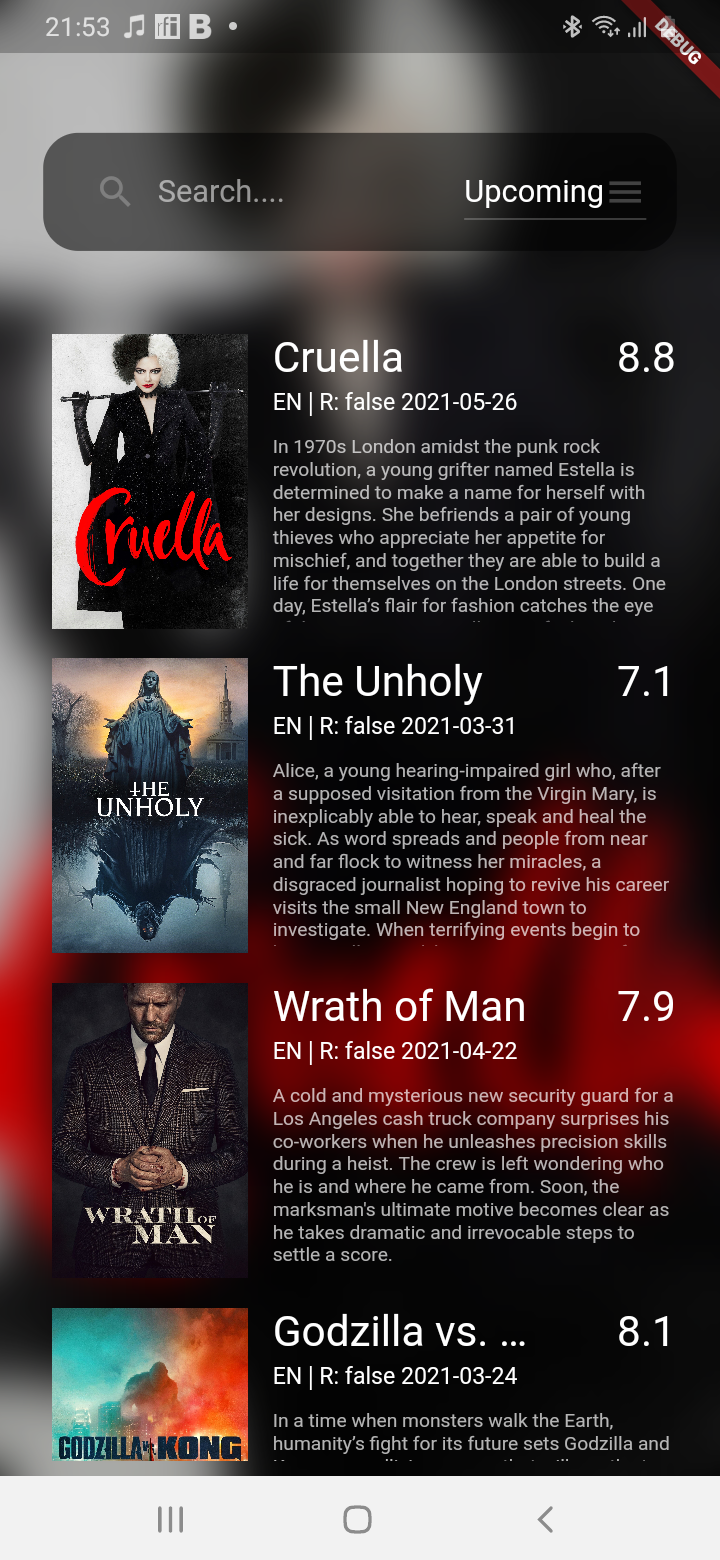 21:53 rfi B
DEBUG
Search.... Upcoming
Cruella 8.8
EN | R: false 2021-05-26
In 1970s London amidst the punk rock
revolution, a young grifter named Estella is
determined to make a name for herself with
her designs. She befriends a pair of young
thieves who appreciate her appetite for
mischief, and together they are able to build a
life for themselves on the London streets. One
day, Estella’s flair for fashion catches the eye
Cruella
The Unholy 7.1
EN | R: false 2021-03-31
Alice, a young hearing-impaired girl who, after
a supposed visitation from the Virgin Mary, is
inexplicably able to hear, speak and heal the
sick. As word spreads and people from near
and far flock to witness her miracles, a
disgraced journalist hoping to revive his career
visits the small New England town to
investigate. When terrifying events begin to
THE
UNHOLY
Wrath of Man 7.9
EN | R: false 2021-04-22
A cold and mysterious new security guard for a
Los Angeles cash truck company surprises his
co-workers when he unleashes precision skills
during a heist. The crew is left wondering who
he is and where he came from. Soon, the
marksman's ultimate motive becomes clear as
he takes dramatic and irrevocable steps to
settle a score.
WRATH OF
MAN
Godzilla vs. ... 8.1
EN | R: false 2021-03-24
In a time when monsters walk the Earth,
humanity’s fight for its future sets Godzilla and
GODZILLA vs. KONG